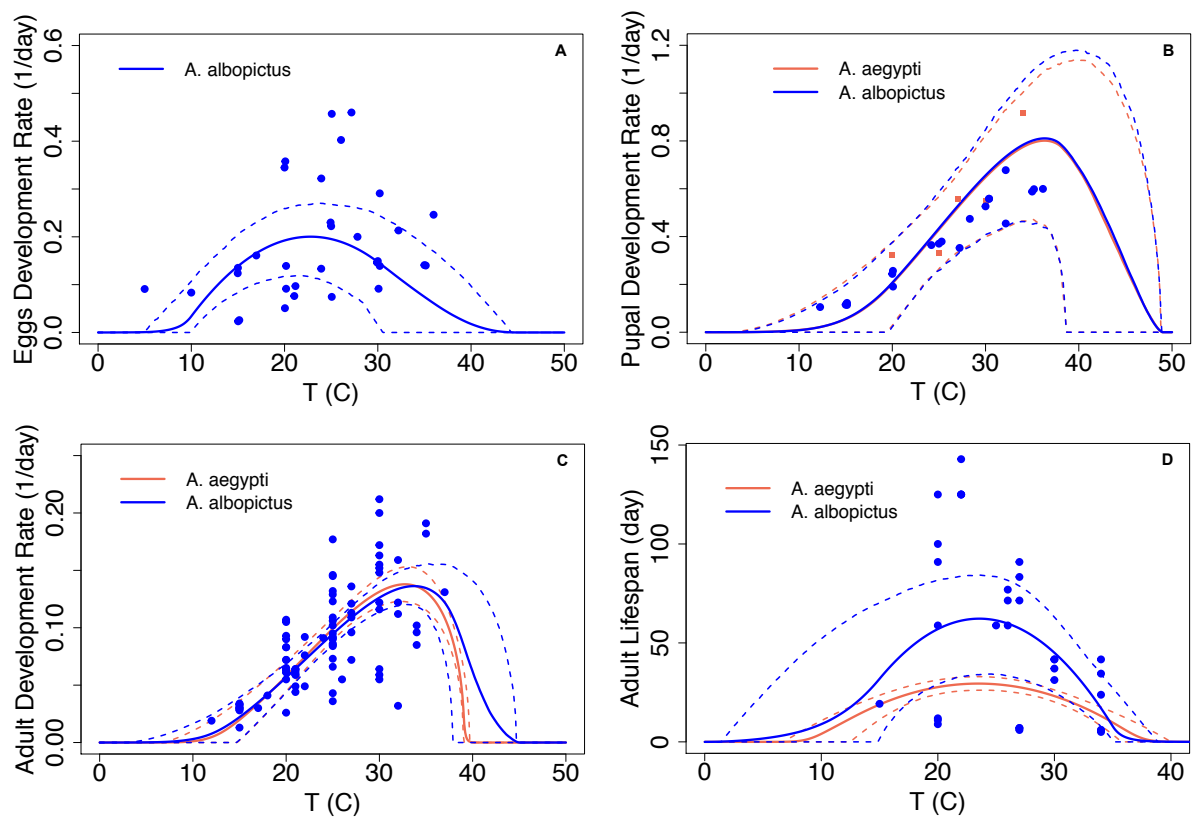 A
A. albopictus
Eggs Development Rate (1/day)
0.0
0.2
0.4
0.6
0
10
20
30
40
50
T (C)
B
A. aegypti
A. albopictus
Pupal Development Rate (1/day)
0.0
0.4
0.8
1.2
0
10
20
30
40
50
T (C)
C
A. aegypti
A. albopictus
Adult Development Rate (1/day)
0.00
0.10
0.20
0
10
20
30
40
50
T (C)
D
A. aegypti
A. albopictus
Adult Lifespan (day)
0
50
100
150
0
10
20
30
40
T (C)